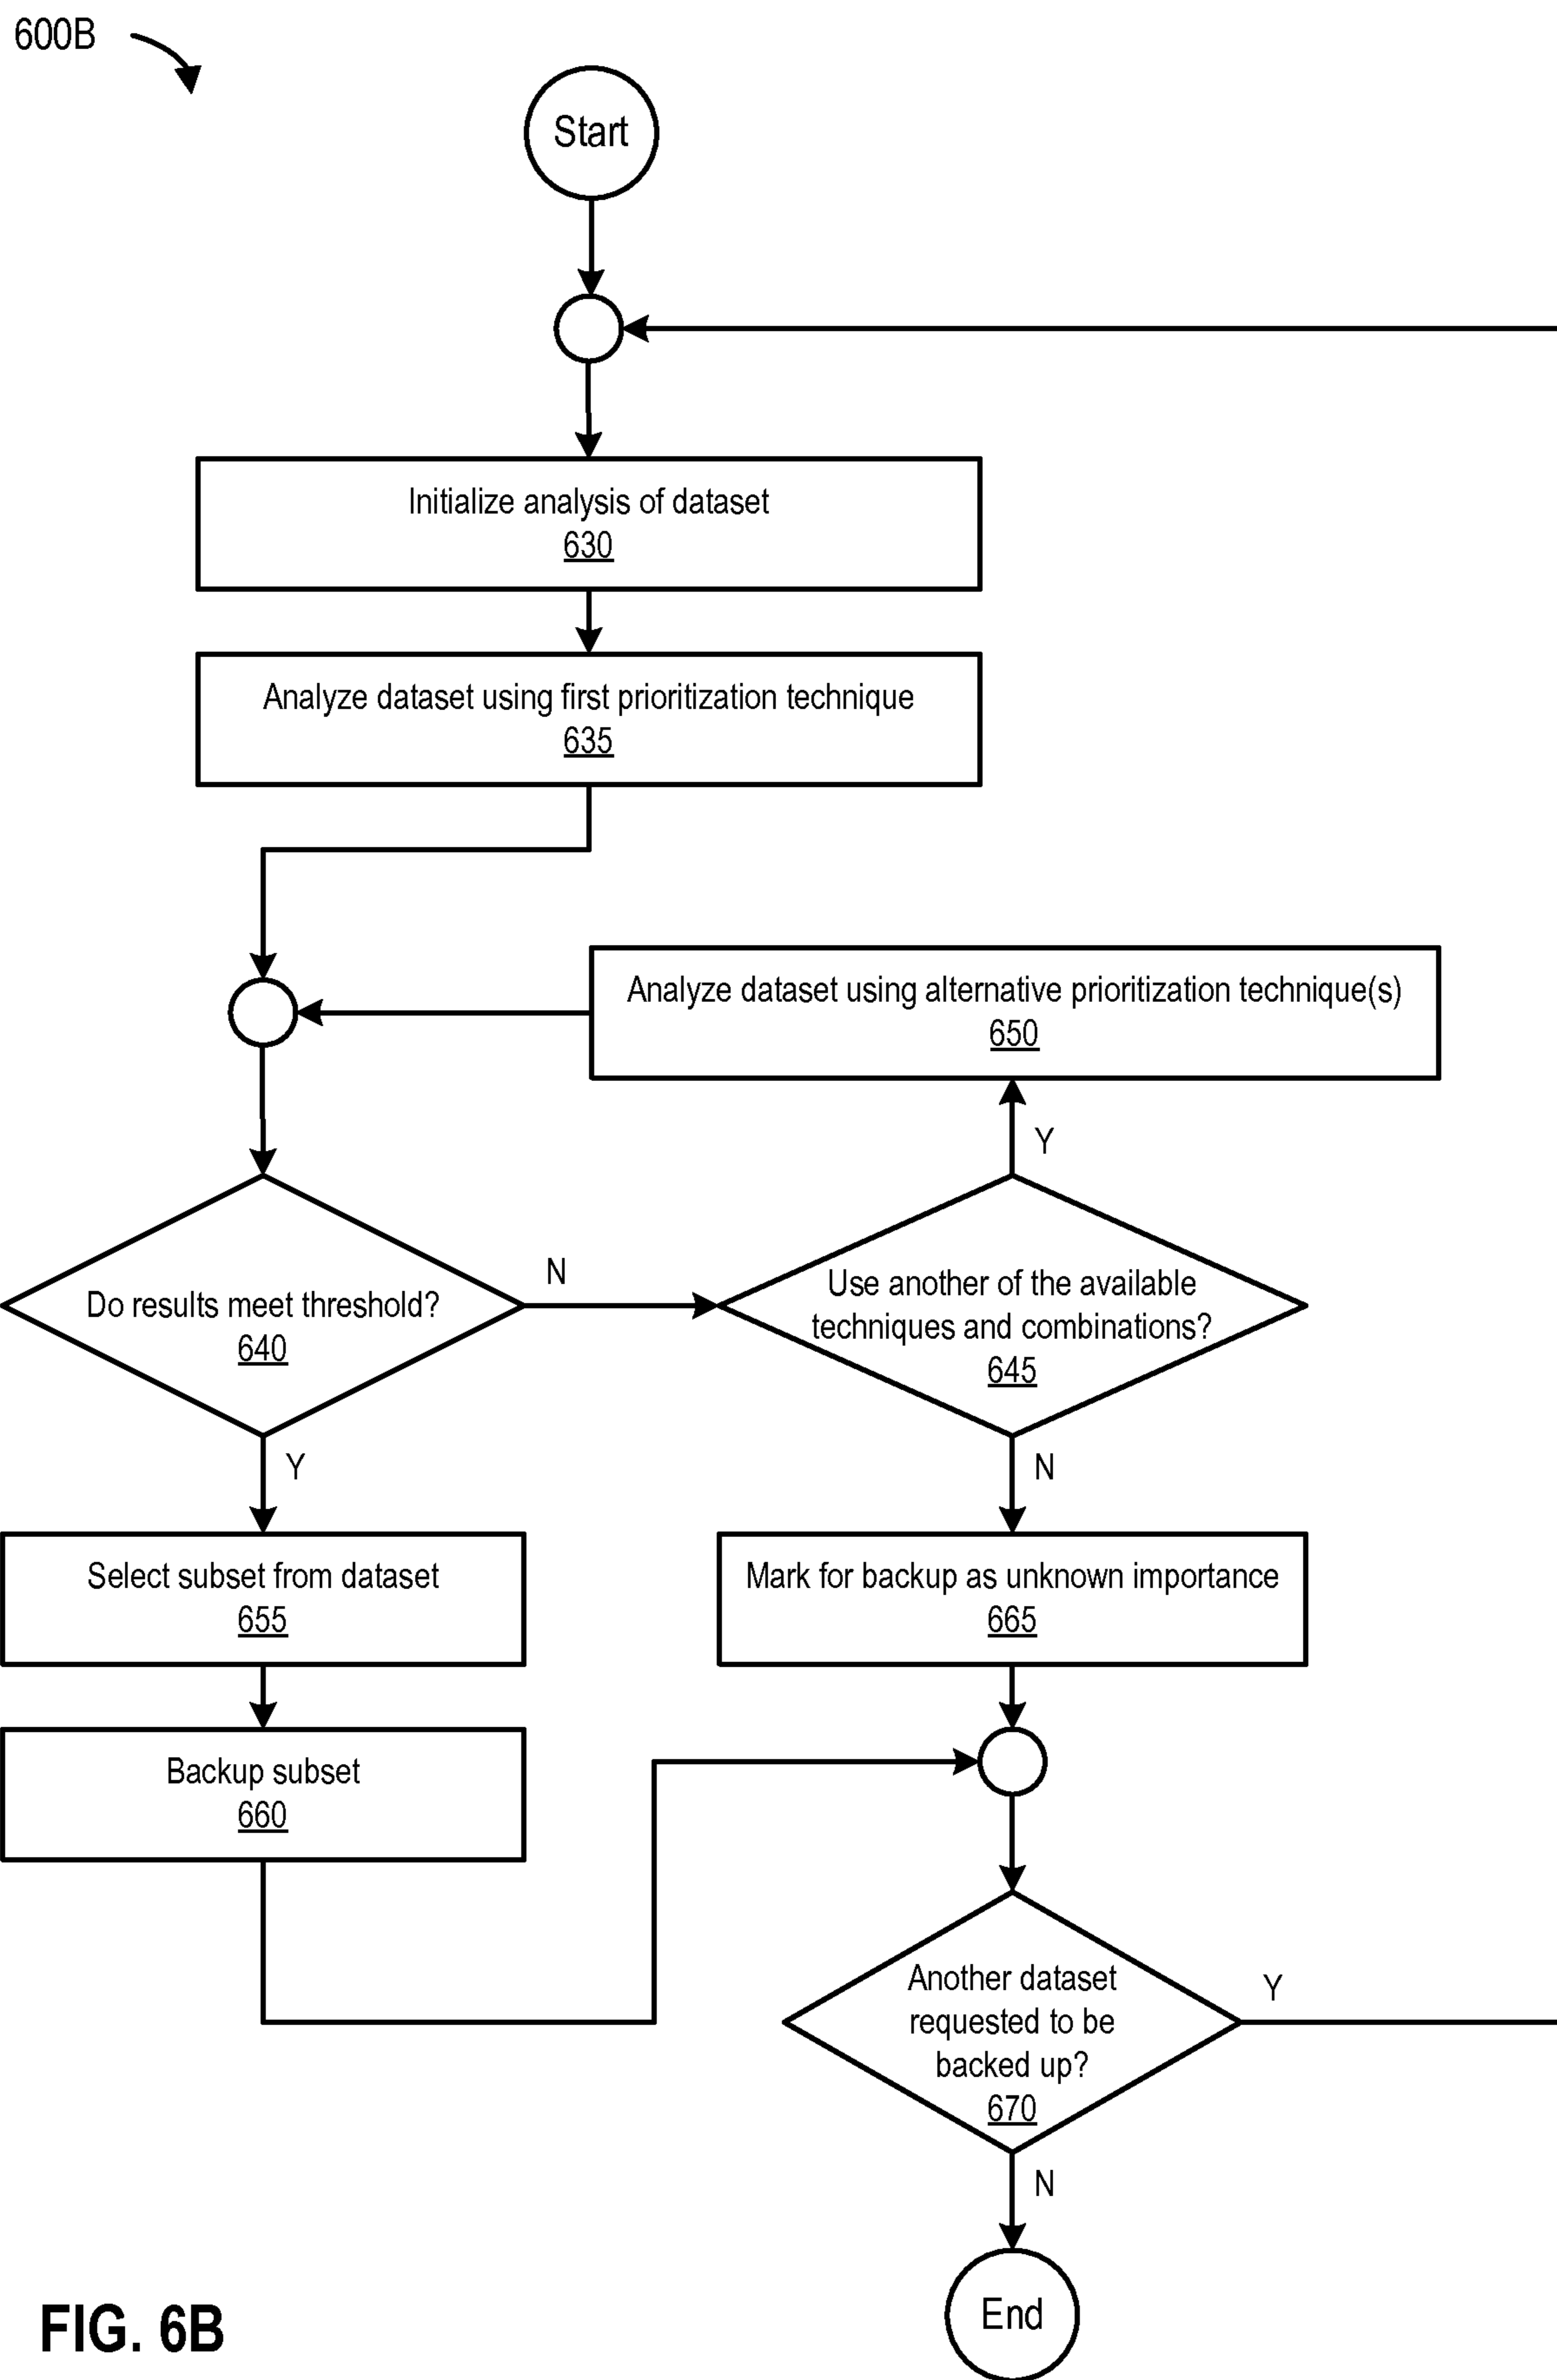 600B
Start
Initialize analysis of dataset
630
Analyze dataset using first prioritization technique
635
Analyze dataset using alternative prioritization technique(s)
650
Y
Do results meet threshold?
640
N
Use another of the available
techniques and combinations?
645
Y
N
Select subset from dataset
655
Mark for backup as unknown importance
665
Backup subset
660
Another dataset
requested to be
backed up?
670
Y
N
End
FIG. 6B